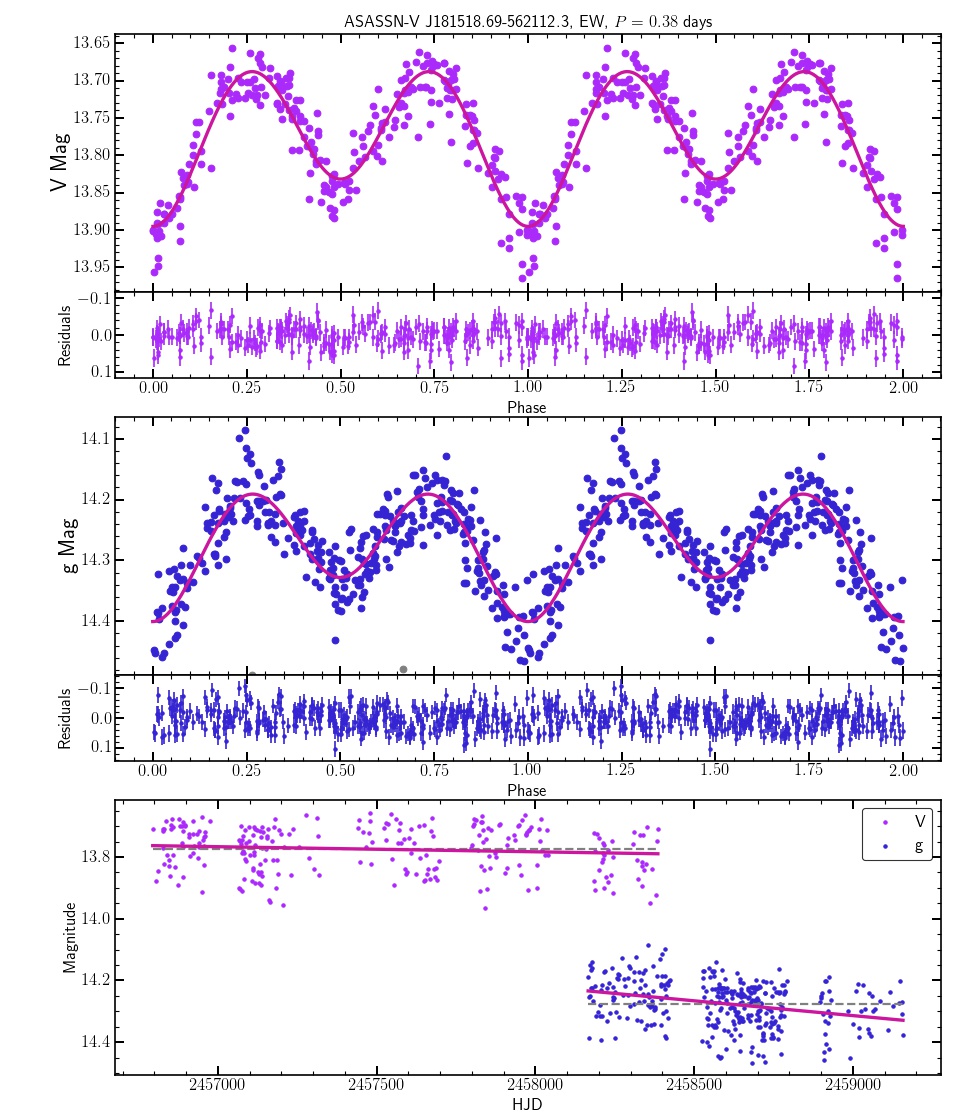 ASASSN-V J181518.69-562112.3, EW, P = 0.38 days
13.65
13.70
13.75
13.80
13.85
13.90
13.95
V Mag
−0.1
0.0
0.1
Residuals
0.00 0.25 0.50 0.75 1.00 1.25 1.50 1.75 2.00
Phase
14.1
14.2
14.3
14.4
g Mag
−0.1
0.0
0.1
Residuals
0.00 0.25 0.50 0.75 1.00 1.25 1.50 1.75 2.00
Phase
V
g
13.8
14.0
14.2
14.4
Magnitude
2457000 2457500 2458000 2458500 2459000
HJD